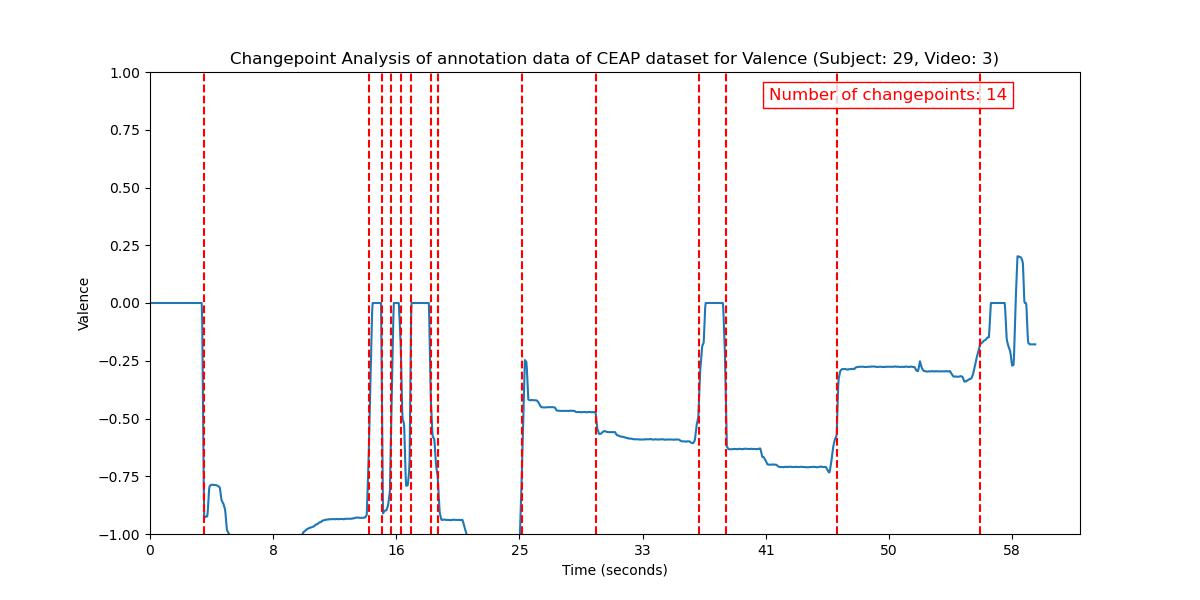 Changepoint Analysis of annotation data of CEAP dataset for Valence (Subject: 29, Video: 3)
Number of changepoints: 14
Valence
1.00
0.75
0.50
0.25
0.00
−0.25
−0.50
−0.75
−1.00
0 8 16 25 33 41 50 58
Time (seconds)